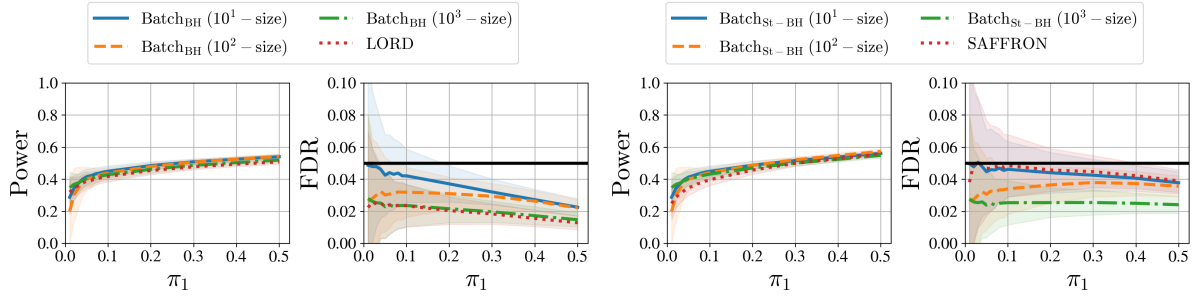 Batch_BH (10^1 − size)
Batch_BH (10^2 − size)
Batch_BH (10^3 − size)
LORD
Batch_St−BH (10^1 − size)
Batch_St−BH (10^2 − size)
Batch_St−BH (10^3 − size)
SAFFRON
Power
1.0
0.8
0.6
0.4
0.2
0.0
0.0 0.1 0.2 0.3 0.4 0.5
π_1
FDR
0.10
0.08
0.06
0.04
0.02
0.00
0.0 0.1 0.2 0.3 0.4 0.5
π_1
Power
1.0
0.8
0.6
0.4
0.2
0.0
0.0 0.1 0.2 0.3 0.4 0.5
π_1
FDR
0.10
0.08
0.06
0.04
0.02
0.00
0.0 0.1 0.2 0.3 0.4 0.5
π_1